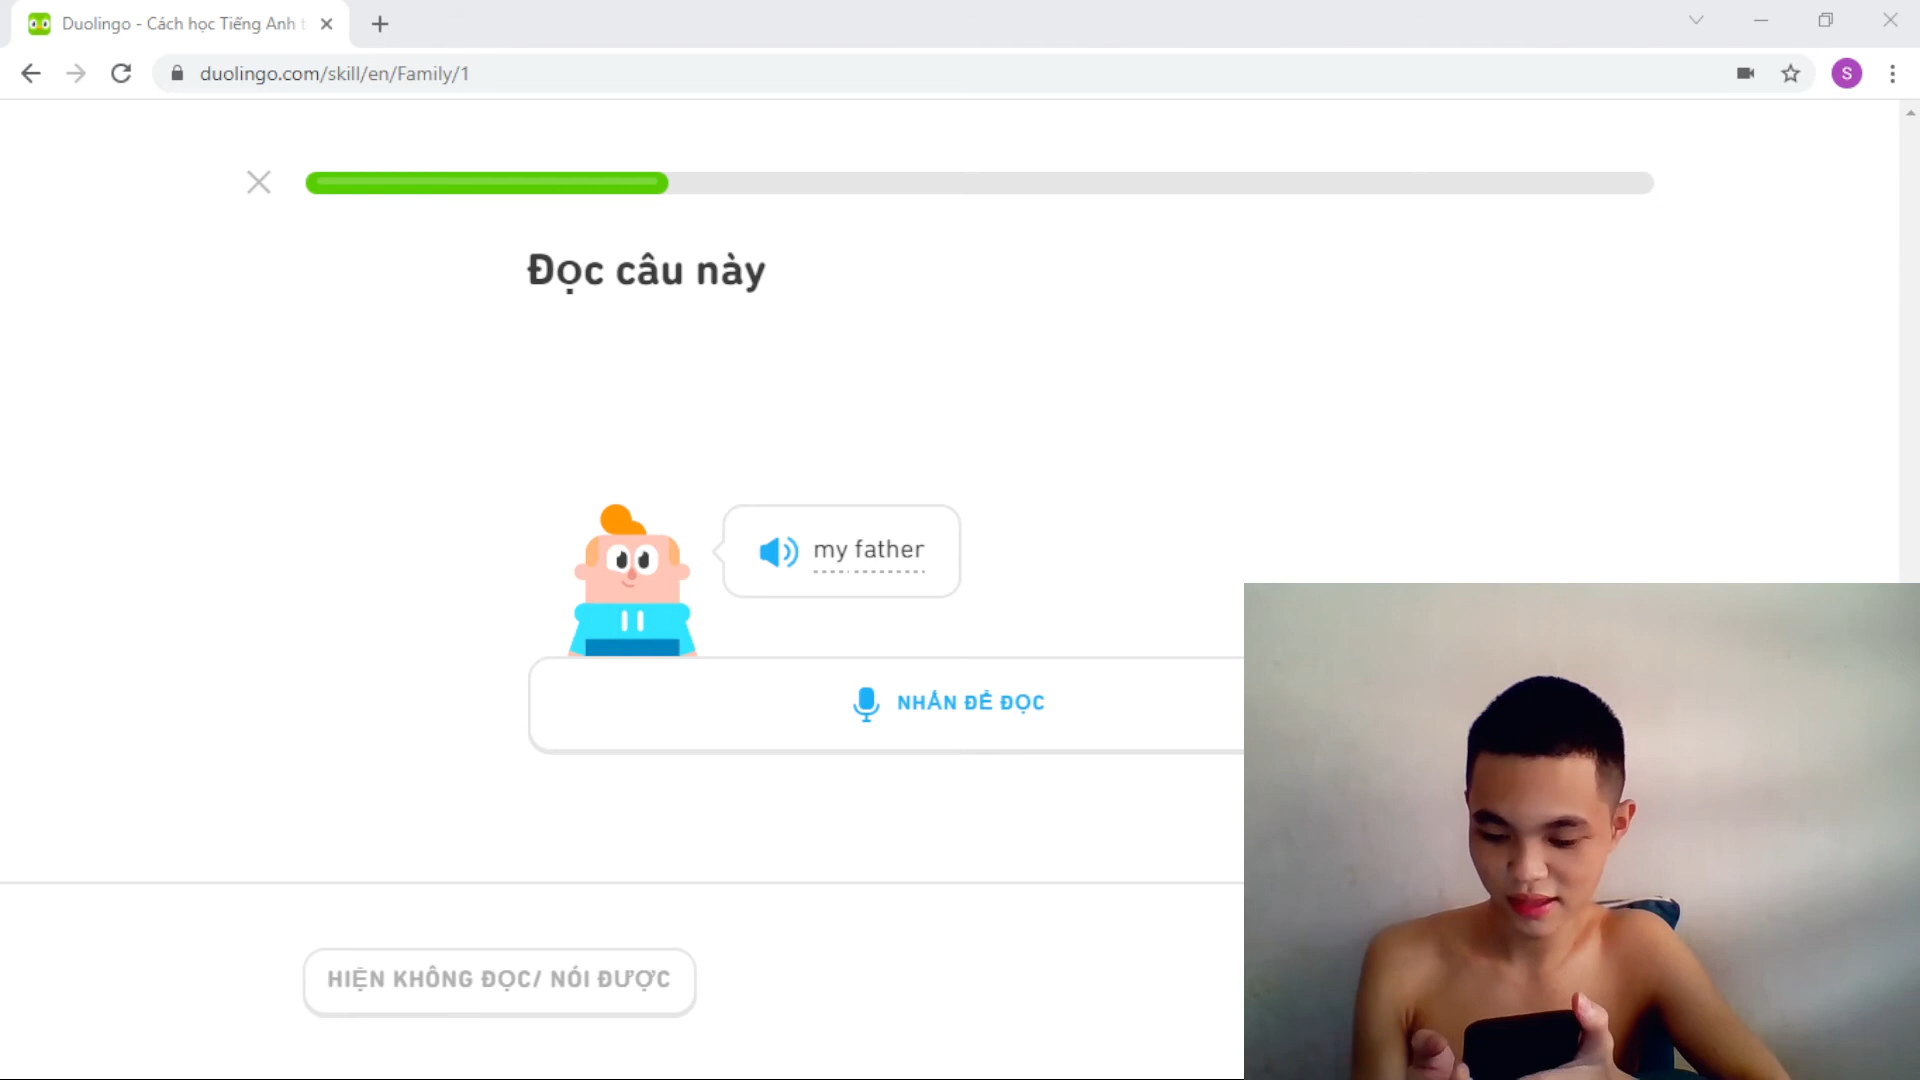 Duolingo - Cách học Tiếng Anh t
duolingo.com/skill/en/Family/1
S
Đọc câu này
my father
NHẤN ĐỂ ĐỌC
HIỆN KHÔNG ĐỌC/ NÓI ĐƯỢC